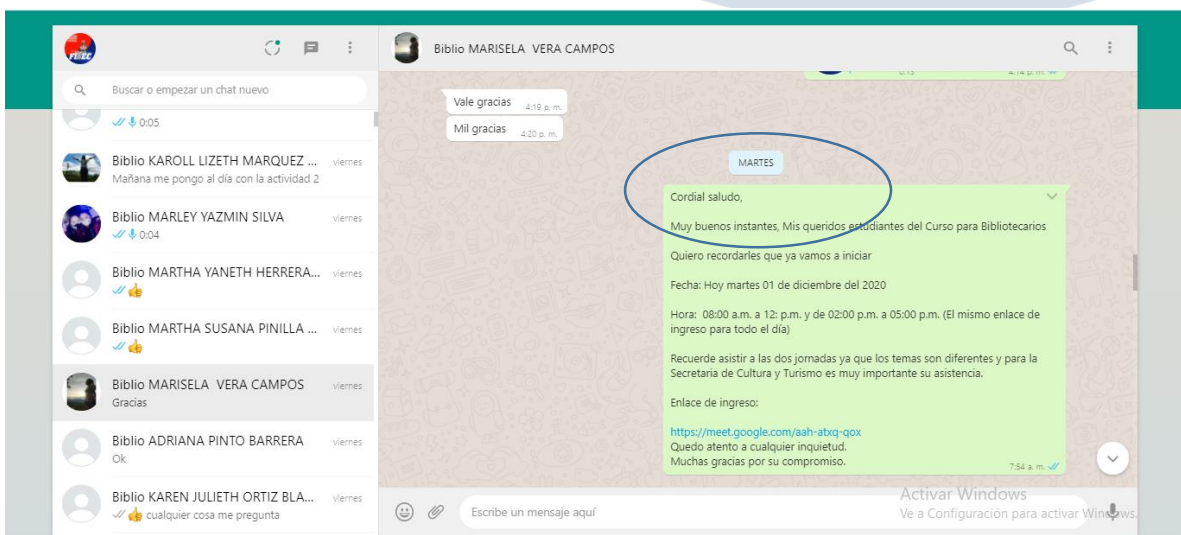 Biblio MARISELA VERA CAMPOS
Buscar o empezar un chat nuevo
0:05
Biblio KAROLL LIZETH MARQUEZ ... viernes
Mañana me pongo al día con la actividad 2
Biblio MARLEY YAZMIN SILVA viernes
0:04
Biblio MARTHA YANETH HERRERA... viernes
👍
Biblio MARTHA SUSANA PINILLA ... viernes
👍
Biblio MARISELA VERA CAMPOS viernes
Gracias
Biblio ADRIANA PINTO BARRERA viernes
Ok
Biblio KAREN JULIETH ORTIZ BLA... viernes
👍 cualquier cosa me pregunta
0:13 4:14 p. m.
Vale gracias 4:19 p. m.
Mil gracias 4:20 p. m.
MARTES
Cordial saludo,
Muy buenos instantes, Mis queridos estudiantes del Curso para Bibliotecarios
Quiero recordarles que ya vamos a iniciar
Fecha: Hoy martes 01 de diciembre del 2020
Hora: 08:00 a.m. a 12: p.m. y de 02:00 p.m. a 05:00 p.m. (El mismo enlace de
ingreso para todo el día)
Recuerde asistir a las dos jornadas ya que los temas son diferentes y para la
Secretaria de Cultura y Turismo es muy importante su asistencia.
Enlace de ingreso:
https://meet.google.com/aah-atxq-qox
Quedo atento a cualquier inquietud.
Muchas gracias por su compromiso. 7:54 a. m.
Escribe un mensaje aquí
Activar Windows
Ve a Configuración para activar Windows.